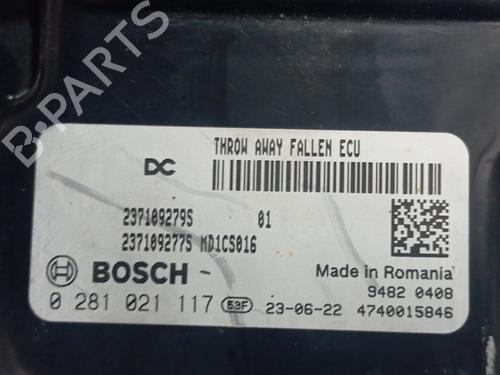 B-PARTS
THROW AWAY FALLEN ECU
DC
237109279S 01
237109277S MD1CS016
BOSCH
Made in Romania
9482 0408
0 281 021 117 53F 23-06-22 4740015846